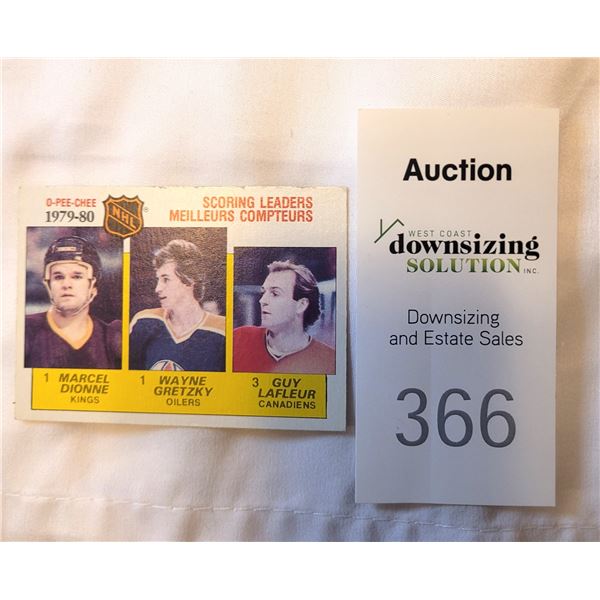 O-PEE-CHEE
1979-80
NHL
SCORING LEADERS
MEILLEURS COMPTEURS
1 MARCEL DIONNE
KINGS
1 WAYNE GRETZKY
OILERS
3 GUY LAFLEUR
CANADIENS
Auction
WEST COAST
downsizing
SOLUTION INC.
Downsizing
and Estate Sales
366